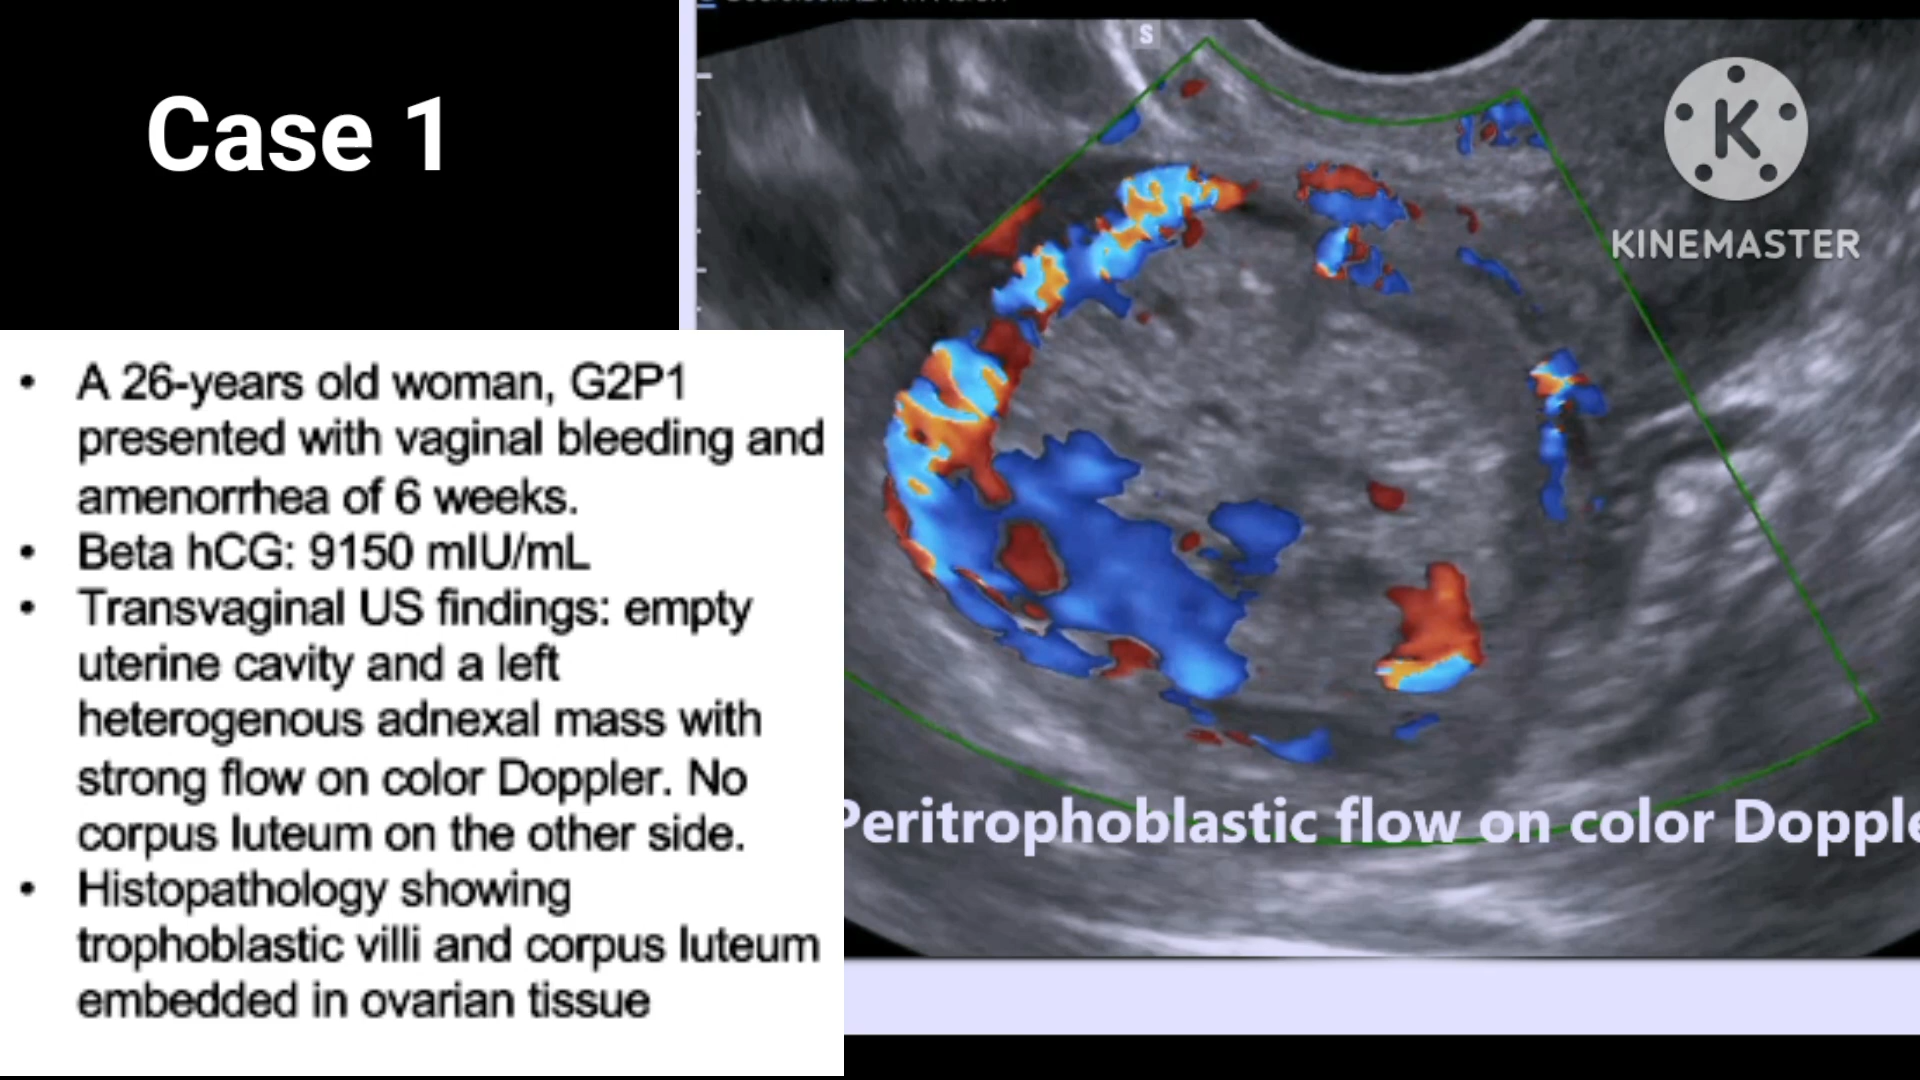 Case 1
S
KINEMASTER
• A 26-years old woman, G2P1
presented with vaginal bleeding and
amenorrhea of 6 weeks.
• Beta hCG: 9150 mIU/mL
• Transvaginal US findings: empty
uterine cavity and a left
heterogenous adnexal mass with
strong flow on color Doppler. No
corpus luteum on the other side.
• Histopathology showing
trophoblastic villi and corpus luteum
embedded in ovarian tissue
Peritrophoblastic flow on color Dopple